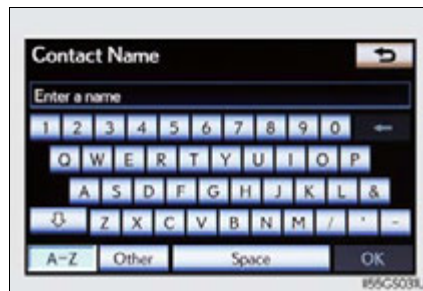 Contact Name
Enter a name
1 2 3 4 5 6 7 8 9 0
Q W E R T Y U I O P
A S D F G H J K L &
Z X C V B N M / ' -
A-Z Other Space OK